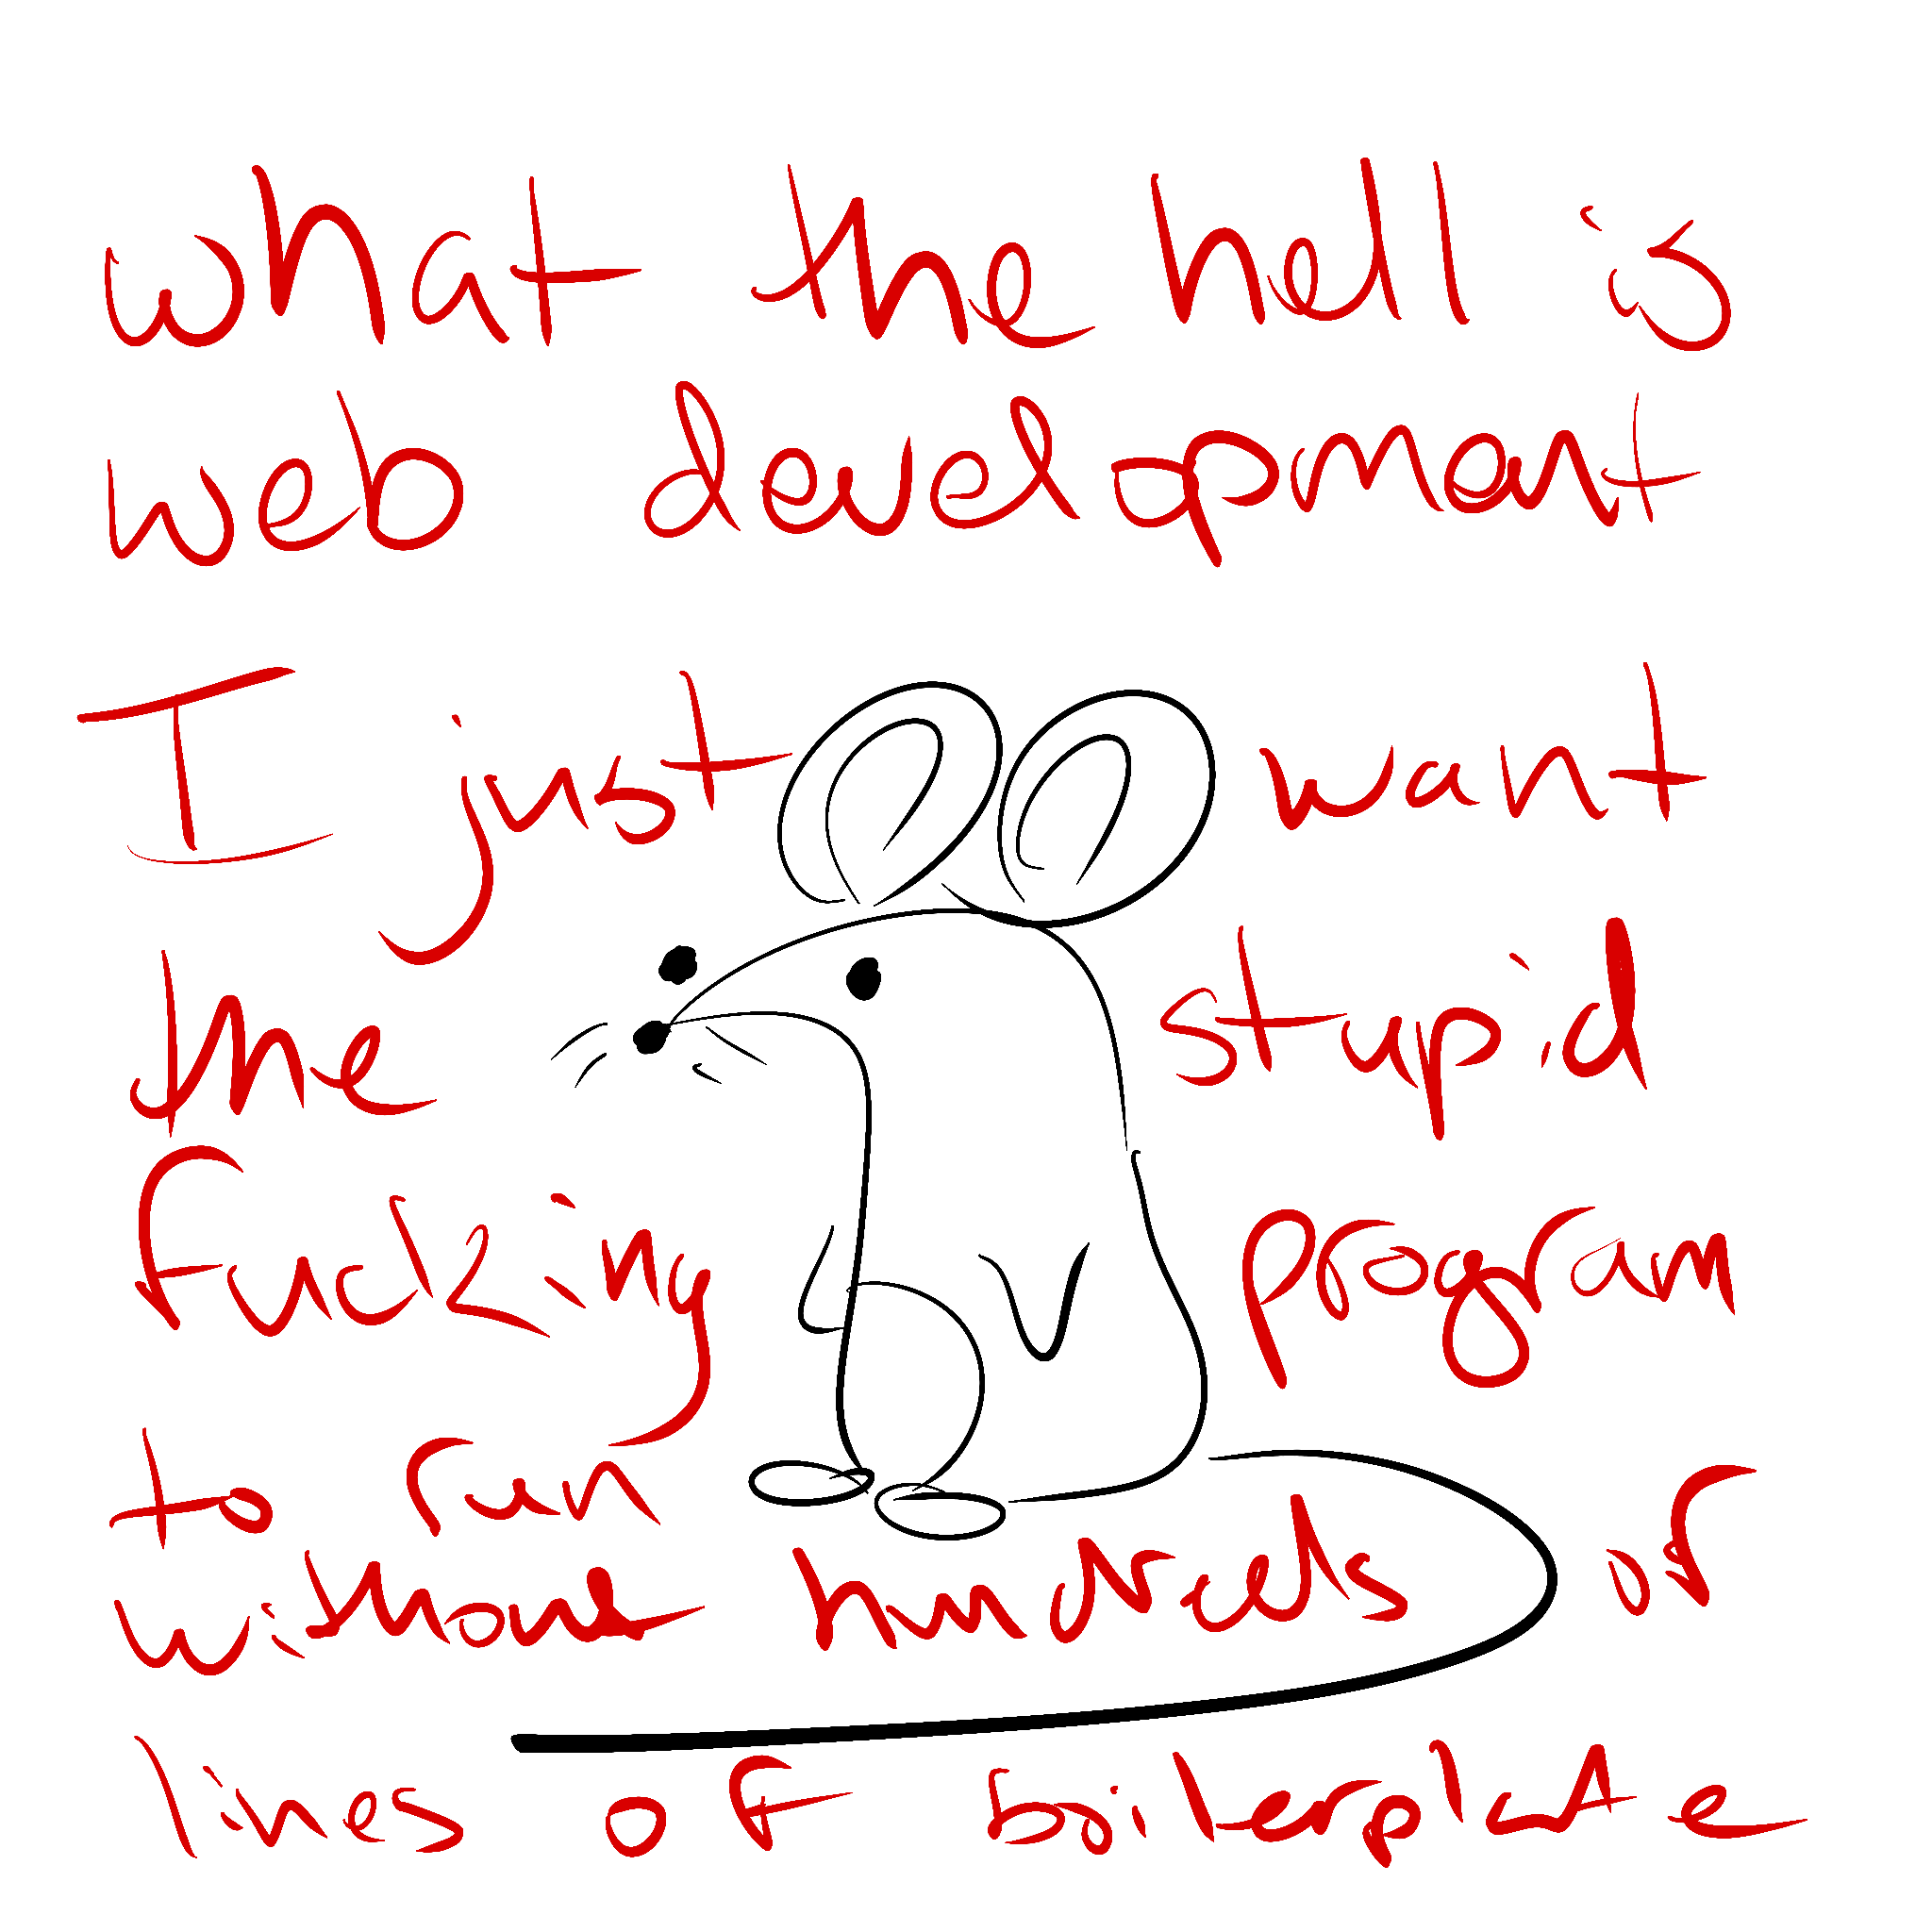 what the hell is
web development
I just want
the stupid
fucking program
to run
without hundreds of
lines of boilerplate